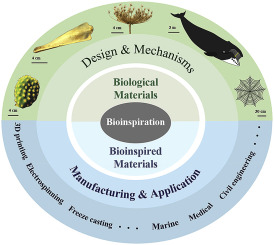 4 cm
2 m
4 cm
4 cm
20 cm
Design & Mechanisms
Biological
Materials
Bioinspiration
Bioinspired
Materials
Manufacturing & Application
3D printing
Electrospinning
Freeze casting . . .
Marine
Medical
Civil engineering . . .